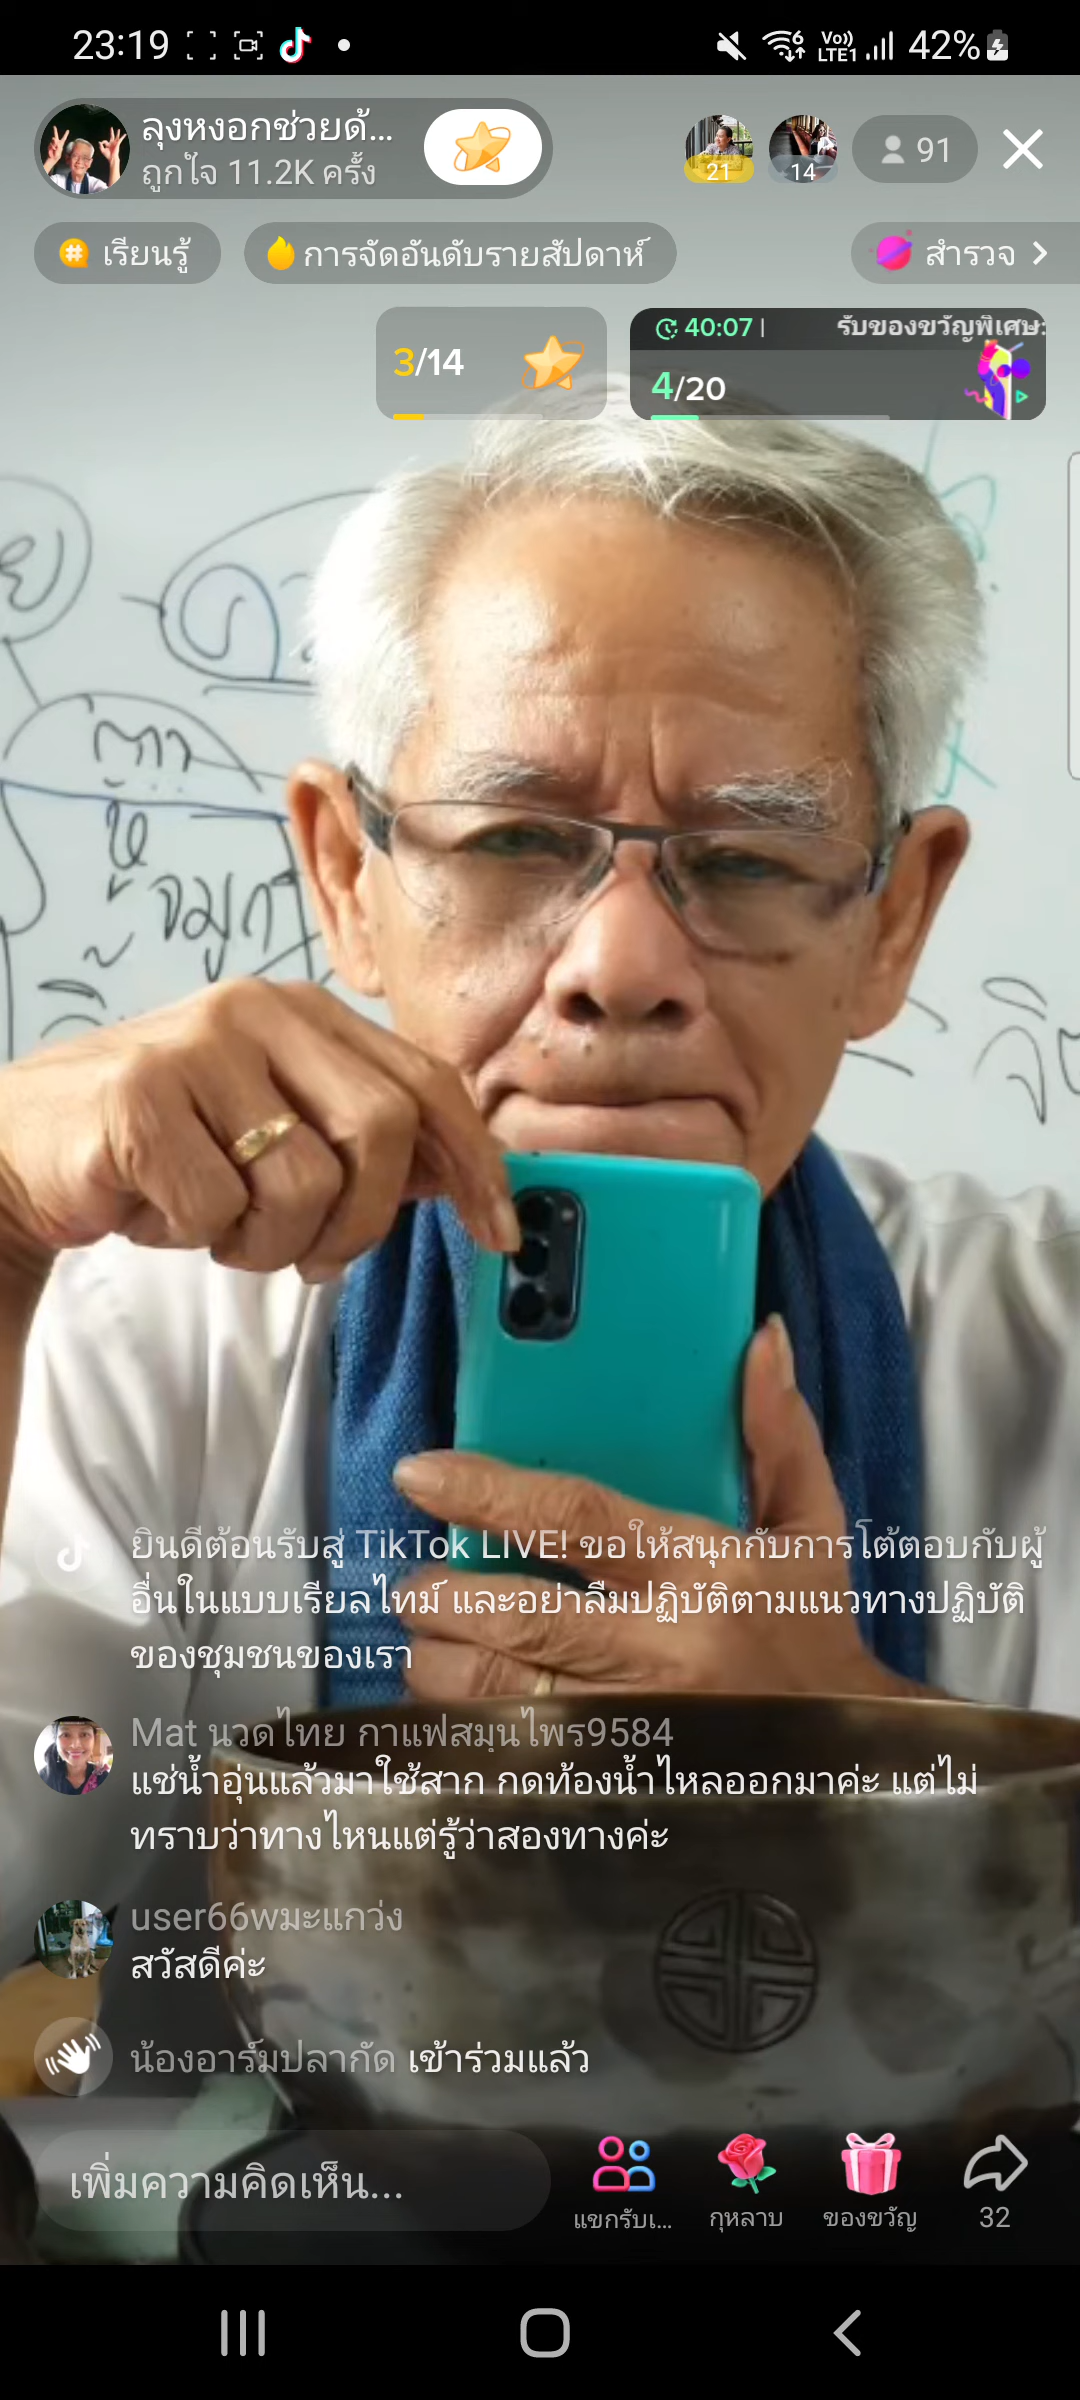 23:19
Vo)) LTE1
42%
ลุงหงอกช่วยด้...
ถูกใจ 11.2K ครั้ง
21
14
91
เรียนรู้
การจัดอันดับรายสัปดาห์
สำรวจ
3/14
40:07 |
รับของขวัญพิเศษ:
4/20
ตา
หู
จมูก
ยินดีต้อนรับสู่ TikTok LIVE! ขอให้สนุกกับการโต้ตอบกับผู้
อื่นในแบบเรียลไทม์ และอย่าลืมปฏิบัติตามแนวทางปฏิบัติ
ของชุมชนของเรา
Mat นวดไทย กาแฟสมุนไพร9584
แช่น้ำอุ่นแล้วมาใช้สาก กดท้องน้ำไหลออกมาค่ะ แต่ไม่
ทราบว่าทางไหนแต่รู้ว่าสองทางค่ะ
user66wมะแกว่ง
สวัสดีค่ะ
น้องอาร์มปลากัด เข้าร่วมแล้ว
เพิ่มความคิดเห็น...
แขกรับเ...
กุหลาบ
ของขวัญ
32